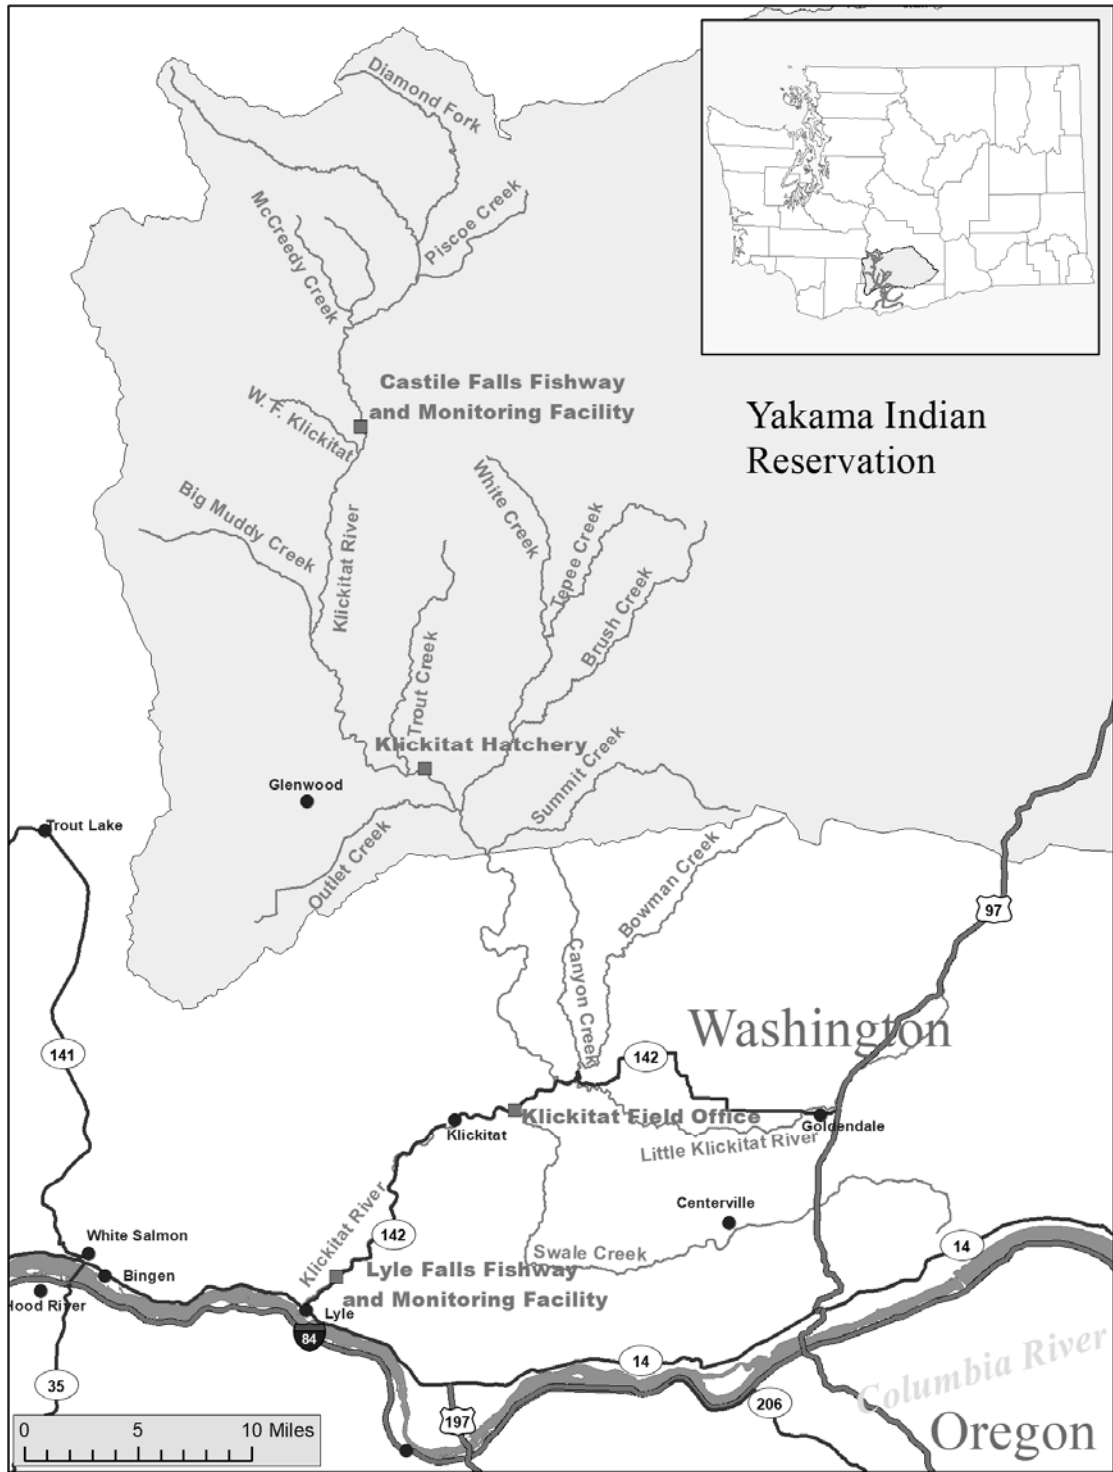 Diamond Fork
McCreedy Creek
Piscoe Creek
Castile Falls Fishway
and Monitoring Facility
Yakama Indian
Reservation
W. F. Klickitat
White Creek
Big Muddy Creek
Klickitat River
Tepee Creek
Brush Creek
Trout Creek
Klickitat Hatchery
Summit Creek
Glenwood
Trout Lake
Outlet Creek
Bowman Creek
97
Canyon Creek
Washington
141
142
Klickitat Field Office
Klickitat
Goldendale
Little Klickitat River
Klickitat River
Centerville
142
White Salmon
Swale Creek
14
Bingen
Lyle Falls Fishway
and Monitoring Facility
Hood River
Lyle
84
14
Columbia River
35
206
197
Oregon
0 5 10 Miles